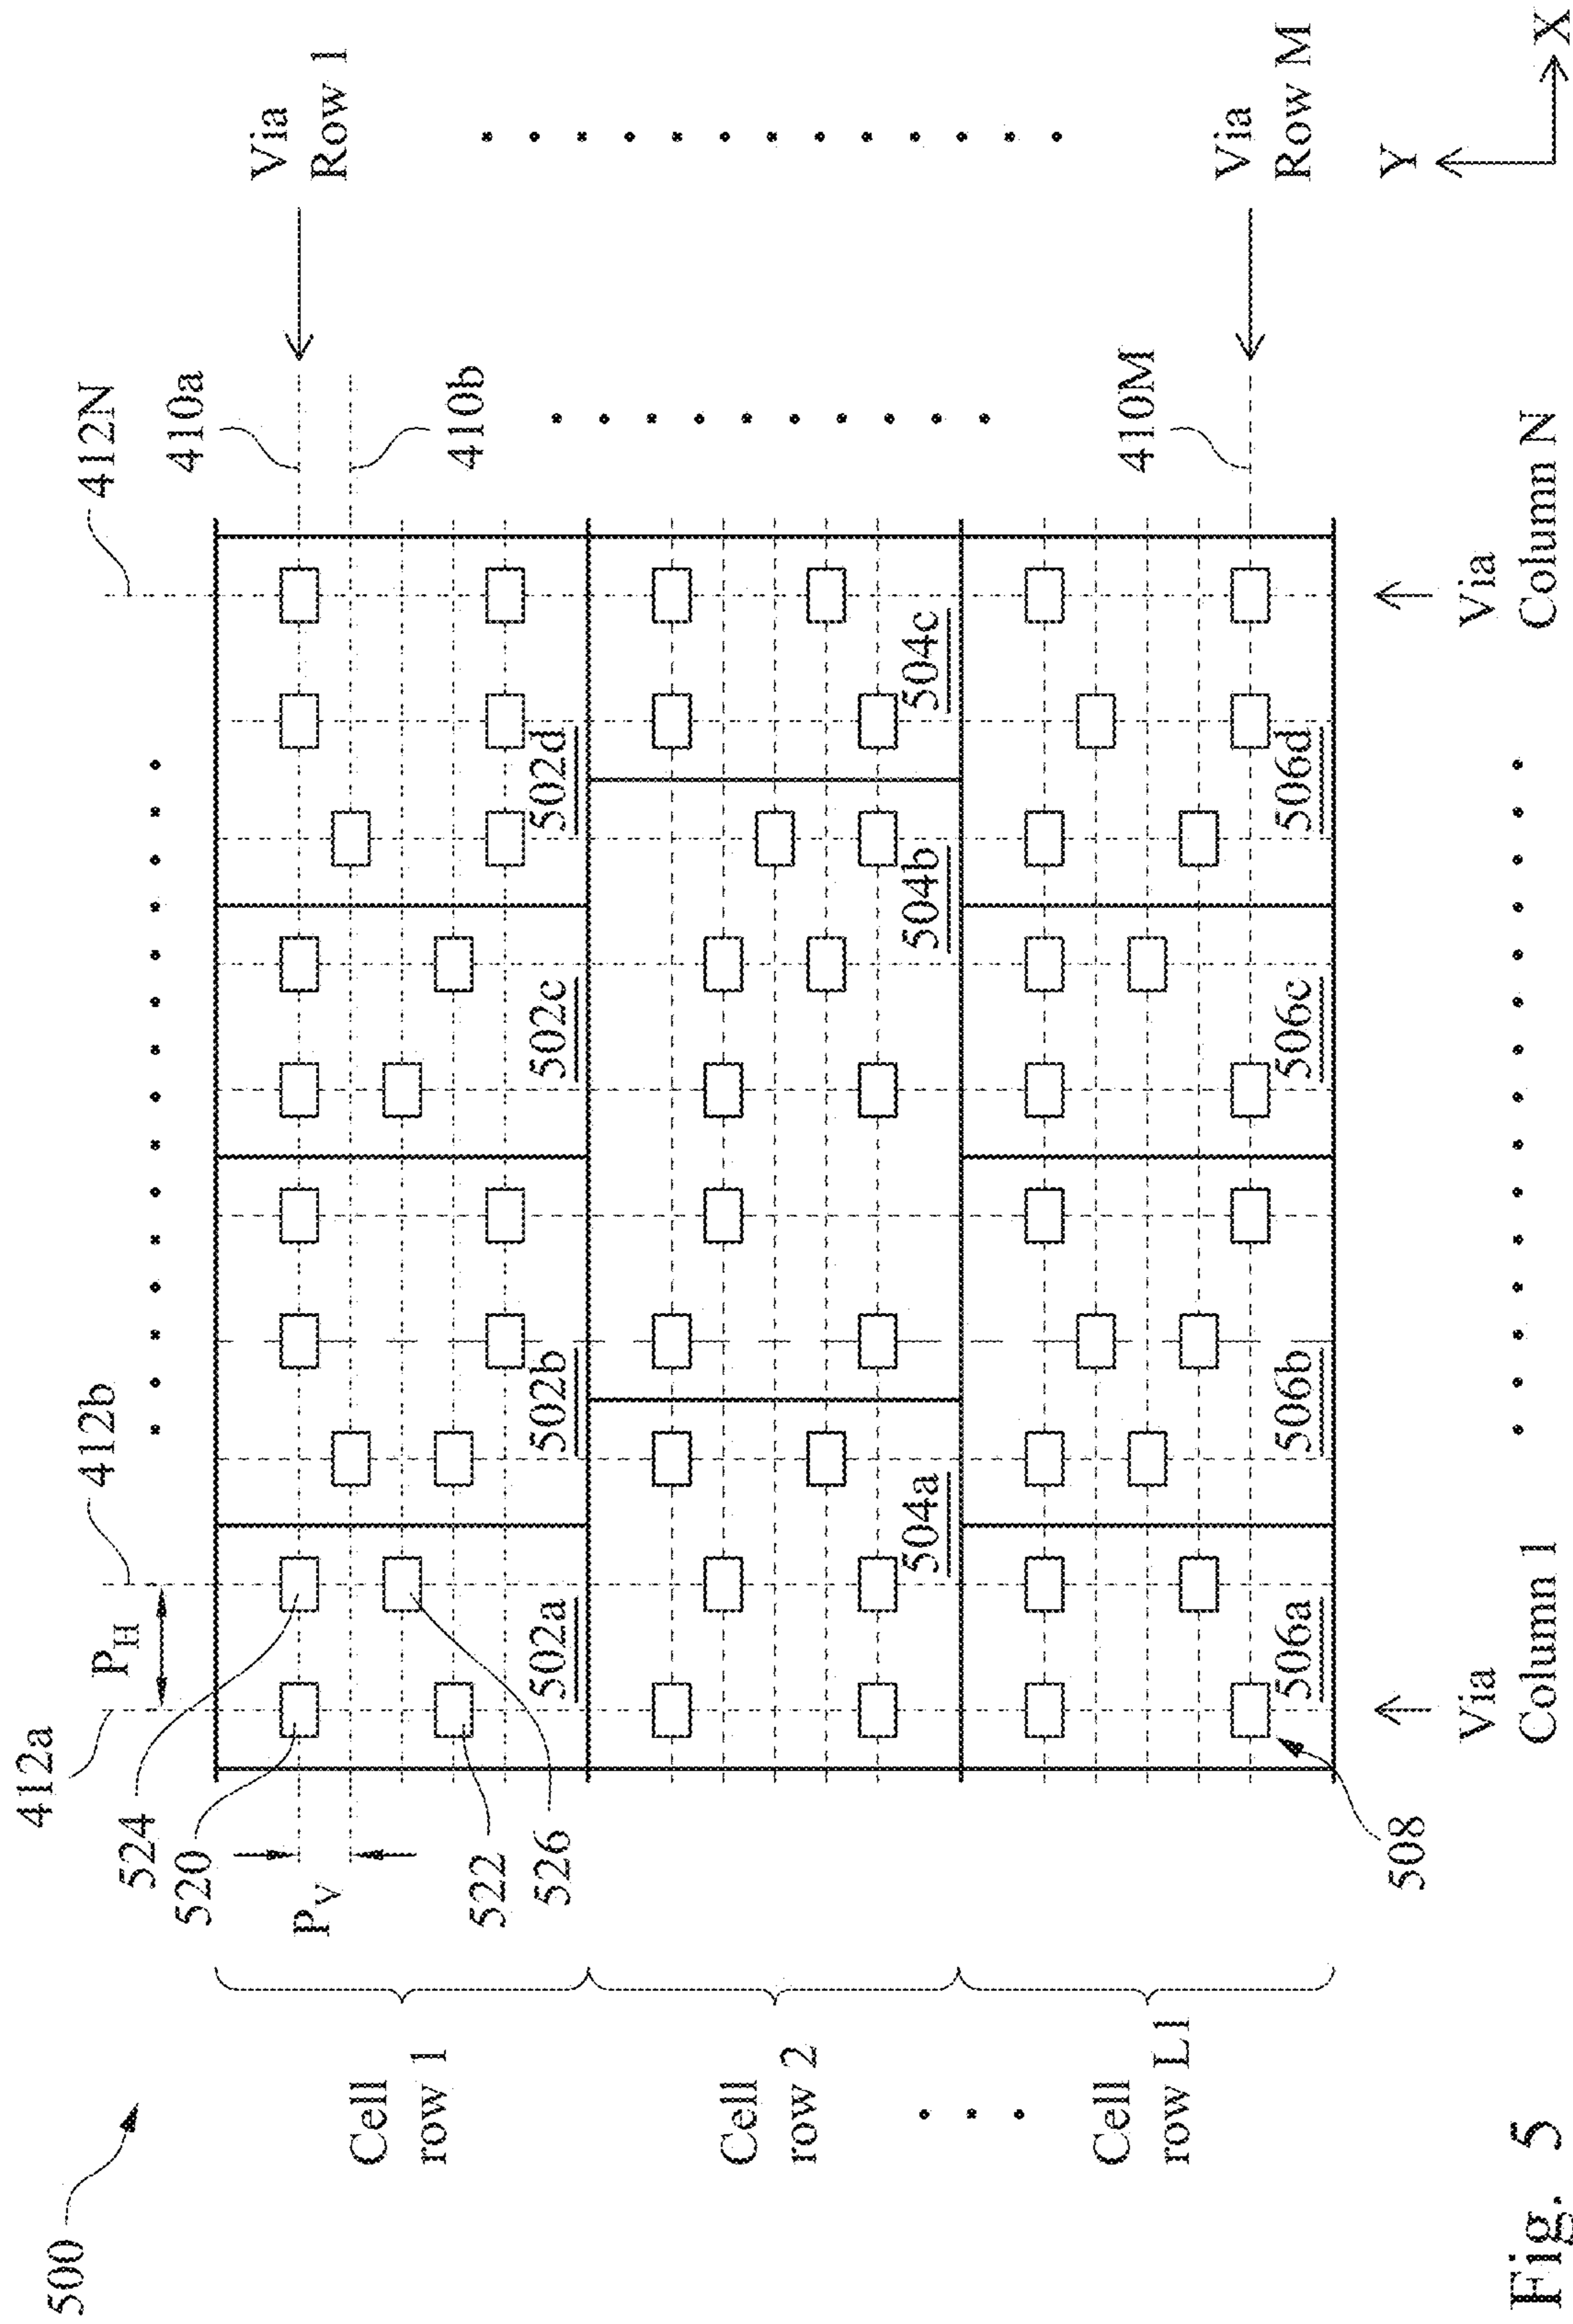 500
412a
P_H
412b
412N
524
520
P_V
522
526
410a
410b
Via
Row 1
Cell
row 1
502a
502b
502c
502d
Cell
row 2
504a
504b
504c
Cell
row L1
506a
506b
506c
506d
508
410M
Via
Row M
Via
Column 1
Via
Column N
Y
X
Fig. 5